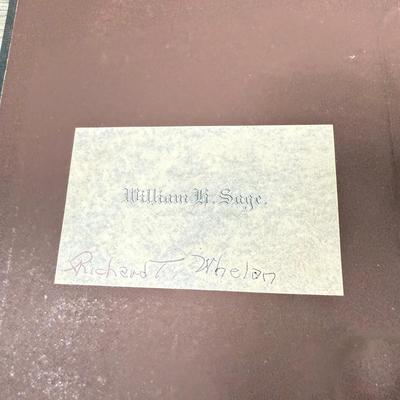 William H. Sage.
Richard T. Whelan